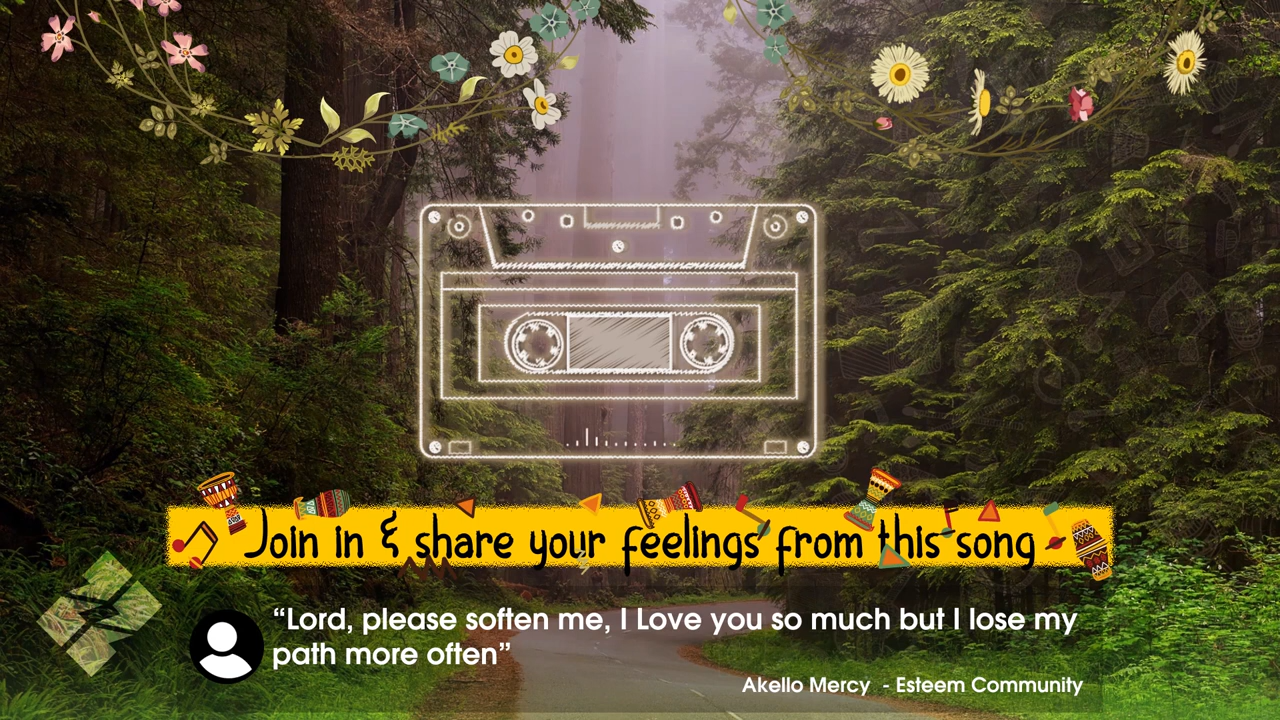 Join in & share your feelings from this song
“Lord, please soften me, I Love you so much but I lose my
path more often”
Akello Mercy - Esteem Community